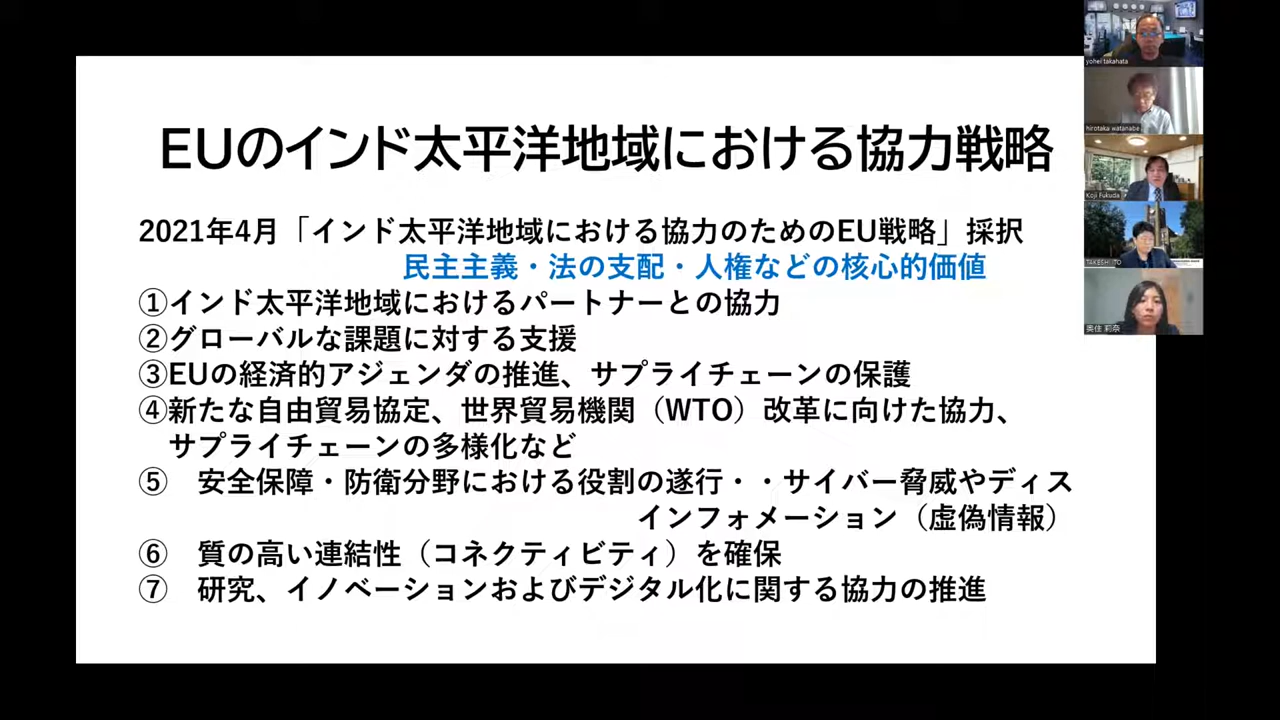 EUのインド太平洋地域における協力戦略
2021年4月「インド太平洋地域における協力のためのEU戦略」採択
民主主義・法の支配・人権などの核心的価値
①インド太平洋地域におけるパートナーとの協力
②グローバルな課題に対する支援
③EUの経済的アジェンダの推進、サプライチェーンの保護
④新たな自由貿易協定、世界貿易機関（WTO）改革に向けた協力、
サプライチェーンの多様化など
⑤　安全保障・防衛分野における役割の遂行・・サイバー脅威やディス
インフォメーション（虚偽情報）
⑥　質の高い連結性（コネクティビティ）を確保
⑦　研究、イノベーションおよびデジタル化に関する協力の推進
yohei takahata
hirotaka watanabe
Koji Fukuda
TAKESHI ITO
奥住 莉奈